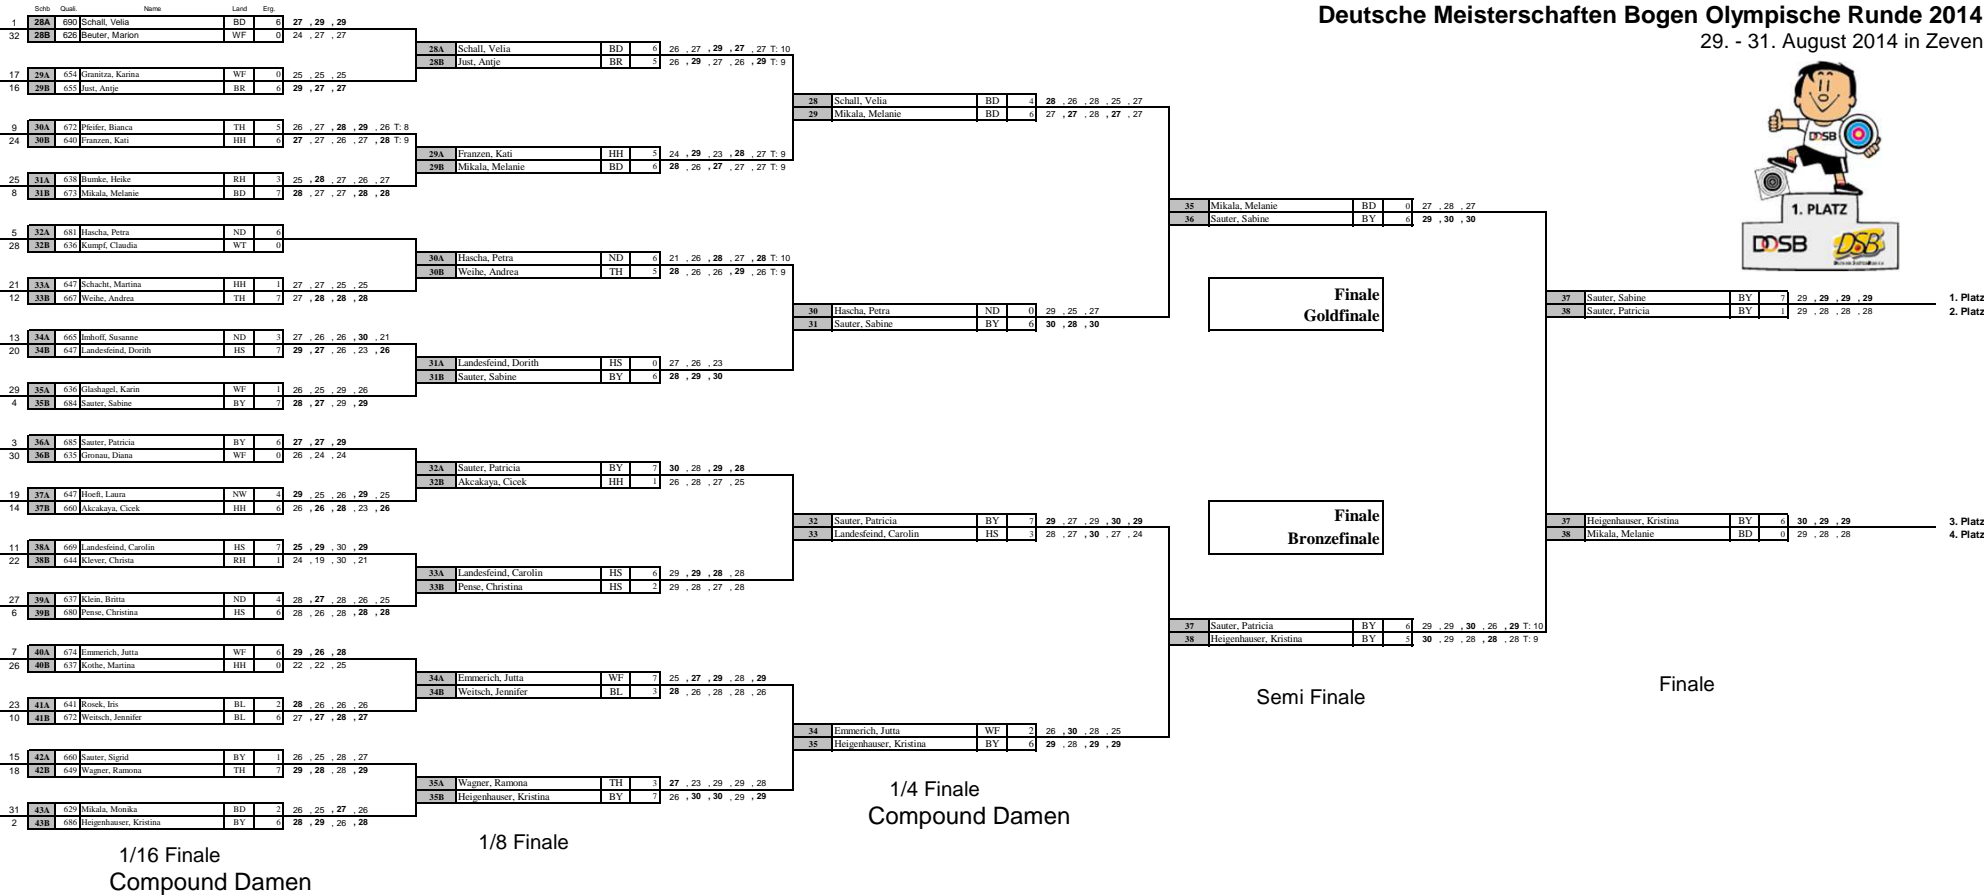 Deutsche Meisterschaften Bogen Olympische Runde 2014
29. - 31. August 2014 in Zeven
DOSB
1. PLATZ
DOSB DSB
Schb Quali. Name Land Erg.
1 28A 690 Schall, Velia BD 6 27 , 29 , 29
32 28B 626 Beuter, Marion WF 0 24 , 27 , 27
17 29A 654 Granitza, Karina WF 0 25 , 25 , 25
16 29B 655 Just, Antje BR 6 29 , 27 , 27
9 30A 672 Pfeifer, Bianca TH 5 26 , 27 , 28 , 29 , 26 T: 8
24 30B 640 Franzen, Kati HH 6 27 , 27 , 26 , 27 , 28 T: 9
25 31A 638 Bumke, Heike RH 3 25 , 28 , 27 , 26 , 27
8 31B 673 Mikala, Melanie BD 7 28 , 27 , 27 , 28 , 28
5 32A 681 Hascha, Petra ND 6
28 32B 636 Kumpf, Claudia WT 0
21 33A 647 Schacht, Martina HH 1 27 , 27 , 25 , 25
12 33B 667 Weihe, Andrea TH 7 27 , 28 , 28 , 28
13 34A 665 Imhoff, Susanne ND 3 27 , 26 , 26 , 30 , 21
20 34B 647 Landesfeind, Dorith HS 7 29 , 27 , 26 , 23 , 26
29 35A 636 Glashagel, Karin WF 1 26 , 25 , 29 , 26
4 35B 684 Sauter, Sabine BY 7 28 , 27 , 29 , 29
3 36A 685 Sauter, Patricia BY 6 27 , 27 , 29
30 36B 635 Gronau, Diana WF 0 26 , 24 , 24
19 37A 647 Hoeft, Laura NW 4 29 , 25 , 26 , 29 , 25
14 37B 660 Akcakaya, Cicek HH 6 26 , 26 , 28 , 23 , 26
11 38A 669 Landesfeind, Carolin HS 7 25 , 29 , 30 , 29
22 38B 644 Klever, Christa RH 1 24 , 19 , 30 , 21
27 39A 637 Klein, Britta ND 4 28 , 27 , 28 , 26 , 25
6 39B 680 Pense, Christina HS 6 28 , 26 , 28 , 28 , 28
7 40A 674 Emmerich, Jutta WF 6 29 , 26 , 28
26 40B 637 Kothe, Martina HH 0 22 , 22 , 25
23 41A 641 Rosek, Iris BL 2 28 , 26 , 26 , 26
10 41B 672 Weitsch, Jennifer BL 6 27 , 27 , 28 , 27
15 42A 660 Sauter, Sigrid BY 1 26 , 25 , 28 , 27
18 42B 649 Wagner, Ramona TH 7 29 , 28 , 28 , 29
31 43A 629 Mikala, Monika BD 2 26 , 25 , 27 , 26
2 43B 686 Heigenhauser, Kristina BY 6 28 , 29 , 26 , 28
1/16 Finale
Compound Damen
28A Schall, Velia BD 6 26 , 27 , 29 , 27 , 27 T: 10
28B Just, Antje BR 5 26 , 29 , 27 , 26 , 29 T: 9
29A Franzen, Kati HH 5 24 , 29 , 23 , 28 , 27 T: 9
29B Mikala, Melanie BD 6 28 , 26 , 27 , 27 , 27 T: 9
30A Hascha, Petra ND 6 21 , 26 , 28 , 27 , 28 T: 10
30B Weihe, Andrea TH 5 28 , 26 , 26 , 29 , 26 T: 9
31A Landesfeind, Dorith HS 0 27 , 26 , 23
31B Sauter, Sabine BY 6 28 , 29 , 30
32A Sauter, Patricia BY 7 30 , 28 , 29 , 28
32B Akcakaya, Cicek HH 1 26 , 28 , 27 , 25
33A Landesfeind, Carolin HS 6 29 , 29 , 28 , 28
33B Pense, Christina HS 2 29 , 28 , 27 , 28
34A Emmerich, Jutta WF 7 25 , 27 , 29 , 28 , 29
34B Weitsch, Jennifer BL 3 28 , 26 , 28 , 28 , 26
35A Wagner, Ramona TH 3 27 , 23 , 29 , 29 , 28
35B Heigenhauser, Kristina BY 7 26 , 30 , 30 , 29 , 29
1/8 Finale
28 Schall, Velia BD 4 28 , 26 , 28 , 25 , 27
29 Mikala, Melanie BD 6 27 , 27 , 28 , 27 , 27
30 Hascha, Petra ND 0 29 , 25 , 27
31 Sauter, Sabine BY 6 30 , 28 , 30
32 Sauter, Patricia BY 7 29 , 27 , 29 , 30 , 29
33 Landesfeind, Carolin HS 3 28 , 27 , 30 , 27 , 24
34 Emmerich, Jutta WF 2 26 , 30 , 28 , 25
35 Heigenhauser, Kristina BY 6 29 , 28 , 29 , 29
1/4 Finale
Compound Damen
35 Mikala, Melanie BD 0 27 , 28 , 27
36 Sauter, Sabine BY 6 29 , 30 , 30
37 Sauter, Patricia BY 6 29 , 29 , 30 , 26 , 29 T: 10
38 Heigenhauser, Kristina BY 5 30 , 29 , 28 , 28 , 28 T: 9
Semi Finale
Finale
Goldfinale
37 Sauter, Sabine BY 7 29 , 29 , 29 , 29 1. Platz
38 Sauter, Patricia BY 1 29 , 28 , 28 , 28 2. Platz
Finale
Bronzefinale
37 Heigenhauser, Kristina BY 6 30 , 29 , 29 3. Platz
38 Mikala, Melanie BD 0 29 , 28 , 28 4. Platz
Finale